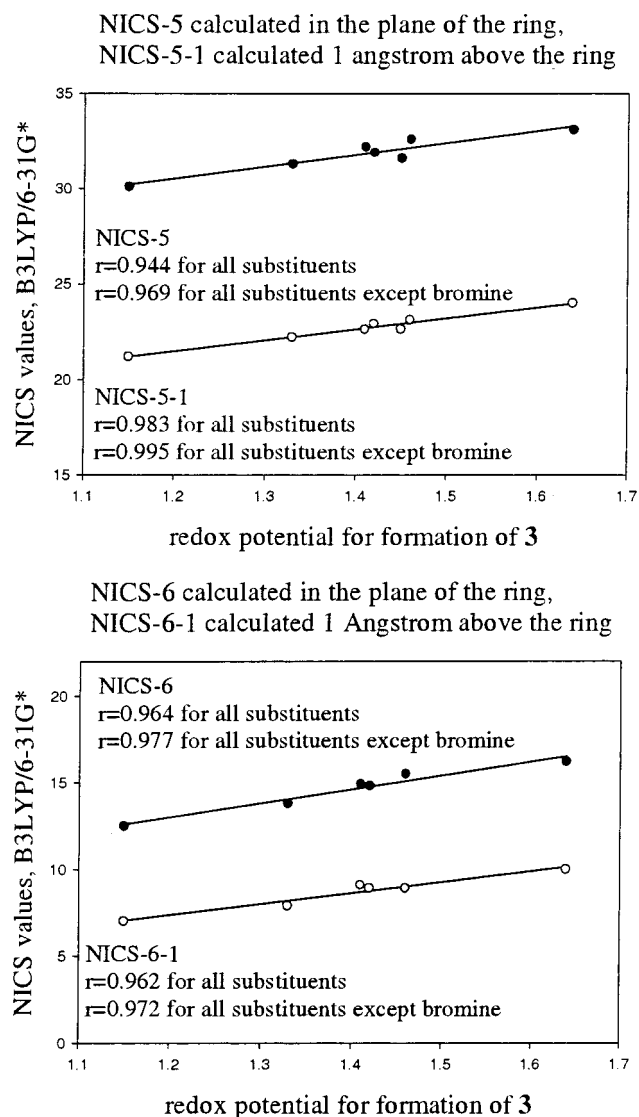 NICS-5 calculated in the plane of the ring,
NICS-5-1 calculated 1 angstrom above the ring
NICS values, B3LYP/6-31G*
35
30
25
20
15
NICS-5
r=0.944 for all substituents
r=0.969 for all substituents except bromine
NICS-5-1
r=0.983 for all substituents
r=0.995 for all substituents except bromine
1.1 1.2 1.3 1.4 1.5 1.6 1.7
redox potential for formation of 3
NICS-6 calculated in the plane of the ring,
NICS-6-1 calculated 1 Angstrom above the ring
NICS values, B3LYP/6-31G*
20
15
10
5
0
NICS-6
r=0.964 for all substituents
r=0.977 for all substituents except bromine
NICS-6-1
r=0.962 for all substituents
r=0.972 for all substituents except bromine
1.1 1.2 1.3 1.4 1.5 1.6 1.7
redox potential for formation of 3